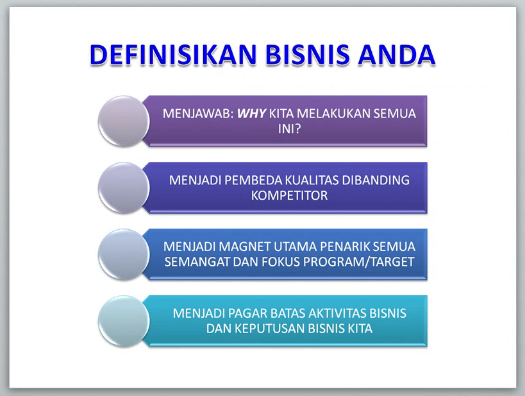 DEFINISIKAN BISNIS ANDA
MENJAWAB: WHY KITA MELAKUKAN SEMUA
INI?
MENJADI PEMBEDA KUALITAS DIBANDING
KOMPETITOR
MENJADI MAGNET UTAMA PENARIK SEMUA
SEMANGAT DAN FOKUS PROGRAM/TARGET
MENJADI PAGAR BATAS AKTIVITAS BISNIS
DAN KEPUTUSAN BISNIS KITA